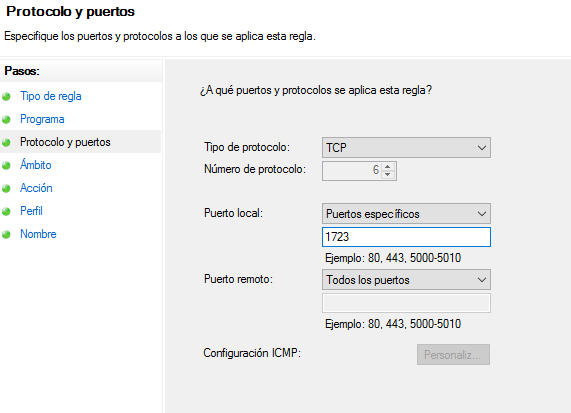 Protocolo y puertos
Especifique los puertos y protocolos a los que se aplica esta regla.
Pasos:
Tipo de regla
Programa
Protocolo y puertos
Ámbito
Acción
Perfil
Nombre
¿A qué puertos y protocolos se aplica esta regla?
Tipo de protocolo: TCP
Número de protocolo: 6
Puerto local: Puertos específicos
1723
Ejemplo: 80, 443, 5000-5010
Puerto remoto: Todos los puertos
Ejemplo: 80, 443, 5000-5010
Configuración ICMP: Personaliz...